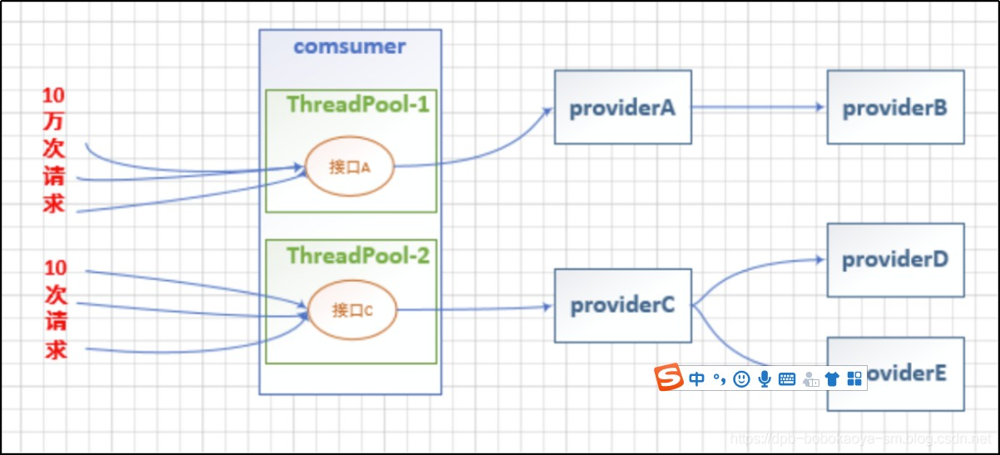 comsumer
10
万
次
请
求
ThreadPool-1
接口A
providerA
providerB
10
次
请
求
ThreadPool-2
接口C
providerC
providerD
oviderE
中
https://dpb-bobokaoya-sm.blog.csdn.net